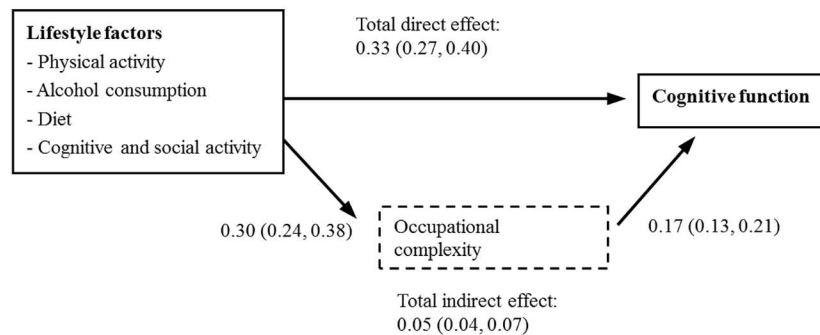 Lifestyle factors
- Physical activity
- Alcohol consumption
- Diet
- Cognitive and social activity
Total direct effect:
0.33 (0.27, 0.40)
Cognitive function
0.30 (0.24, 0.38)
Occupational
complexity
0.17 (0.13, 0.21)
Total indirect effect:
0.05 (0.04, 0.07)